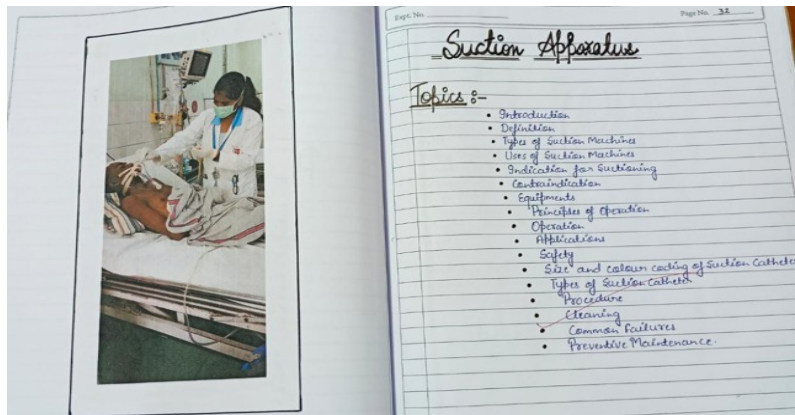 Expt. No.
Page No. 32
Suction Apparatus
Topics :-
• Introduction
• Definition
• Types of Suction Machines
• Uses of Suction Machines
• Indication for Suctioning
• Contraindication
• Equipments
• Principles of Operation
• Operation
• Applications
• Safety
• Size and colour coding of Suction Catheter
• Types of Suction Catheter
• Procedure
• Cleaning
• Common Failures
• Preventive Maintenance.